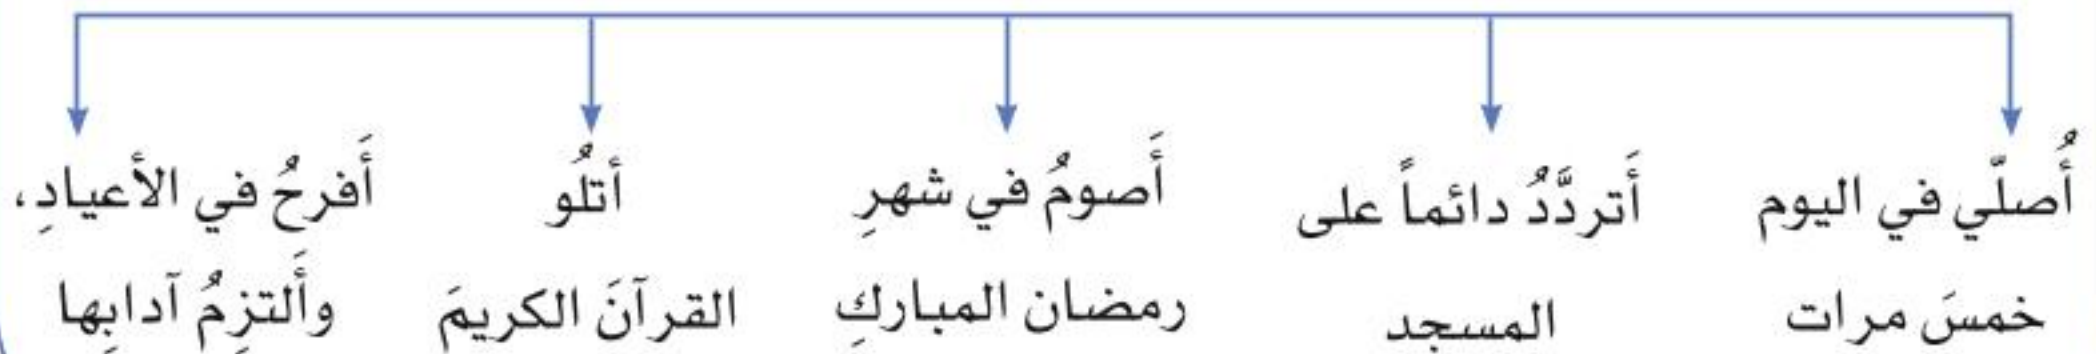 أُصلّي في اليوم
خمسَ مرات
أَتردَّدُ دائماً على
المسجد
أَصومُ في شهرِ
رمضان المباركِ
أتلُو
القرآنَ الكريمَ
أَفرحُ في الأعيادِ،
وأَلتزِمُ آدابِها